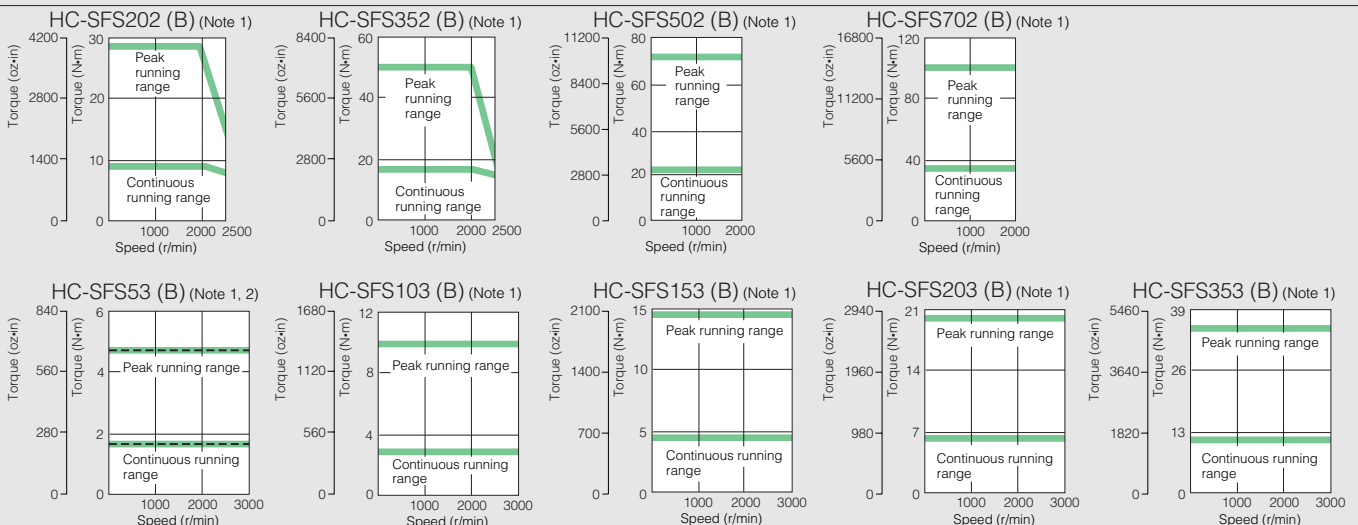 HC-SFS202 (B) (Note 1)
4200
2800
1400
0
Torque (oz•in)
Torque (N•m)
30
20
10
0
Peak
running
range
Continuous
running range
1000
2000
2500
Speed (r/min)
HC-SFS352 (B) (Note 1)
8400
5600
2800
0
Torque (oz•in)
Torque (N•m)
60
40
20
0
Peak
running
range
Continuous
running range
1000
2000
2500
Speed (r/min)
HC-SFS502 (B) (Note 1)
11200
8400
5600
2800
0
Torque (oz•in)
Torque (N•m)
80
60
40
20
0
Peak
running
range
Continuous
running
range
1000
2000
Speed (r/min)
HC-SFS702 (B) (Note 1)
16800
11200
5600
0
Torque (oz•in)
Torque (N•m)
120
80
40
0
Peak
running
range
Continuous
running
range
1000
2000
Speed (r/min)
HC-SFS53 (B) (Note 1, 2)
840
560
280
0
Torque (oz•in)
Torque (N•m)
6
4
2
0
Peak running range
Continuous running
range
1000
2000
3000
Speed (r/min)
HC-SFS103 (B) (Note 1)
1680
1120
560
0
Torque (oz•in)
Torque (N•m)
12
8
4
0
Peak running range
Continuous running
range
1000
2000
3000
Speed (r/min)
HC-SFS153 (B) (Note 1)
2100
1400
700
0
Torque (oz•in)
Torque (N•m)
15
10
5
0
Peak running range
Continuous running
range
1000
2000
3000
Speed (r/min)
HC-SFS203 (B) (Note 1)
2940
1960
980
0
Torque (oz•in)
Torque (N•m)
21
14
7
0
Peak running range
Continuous running
range
1000
2000
3000
Speed (r/min)
HC-SFS353 (B) (Note 1)
5460
3640
1820
0
Torque (oz•in)
Torque (N•m)
39
26
13
0
Peak running range
Continuous running
range
1000
2000
3000
Speed (r/min)